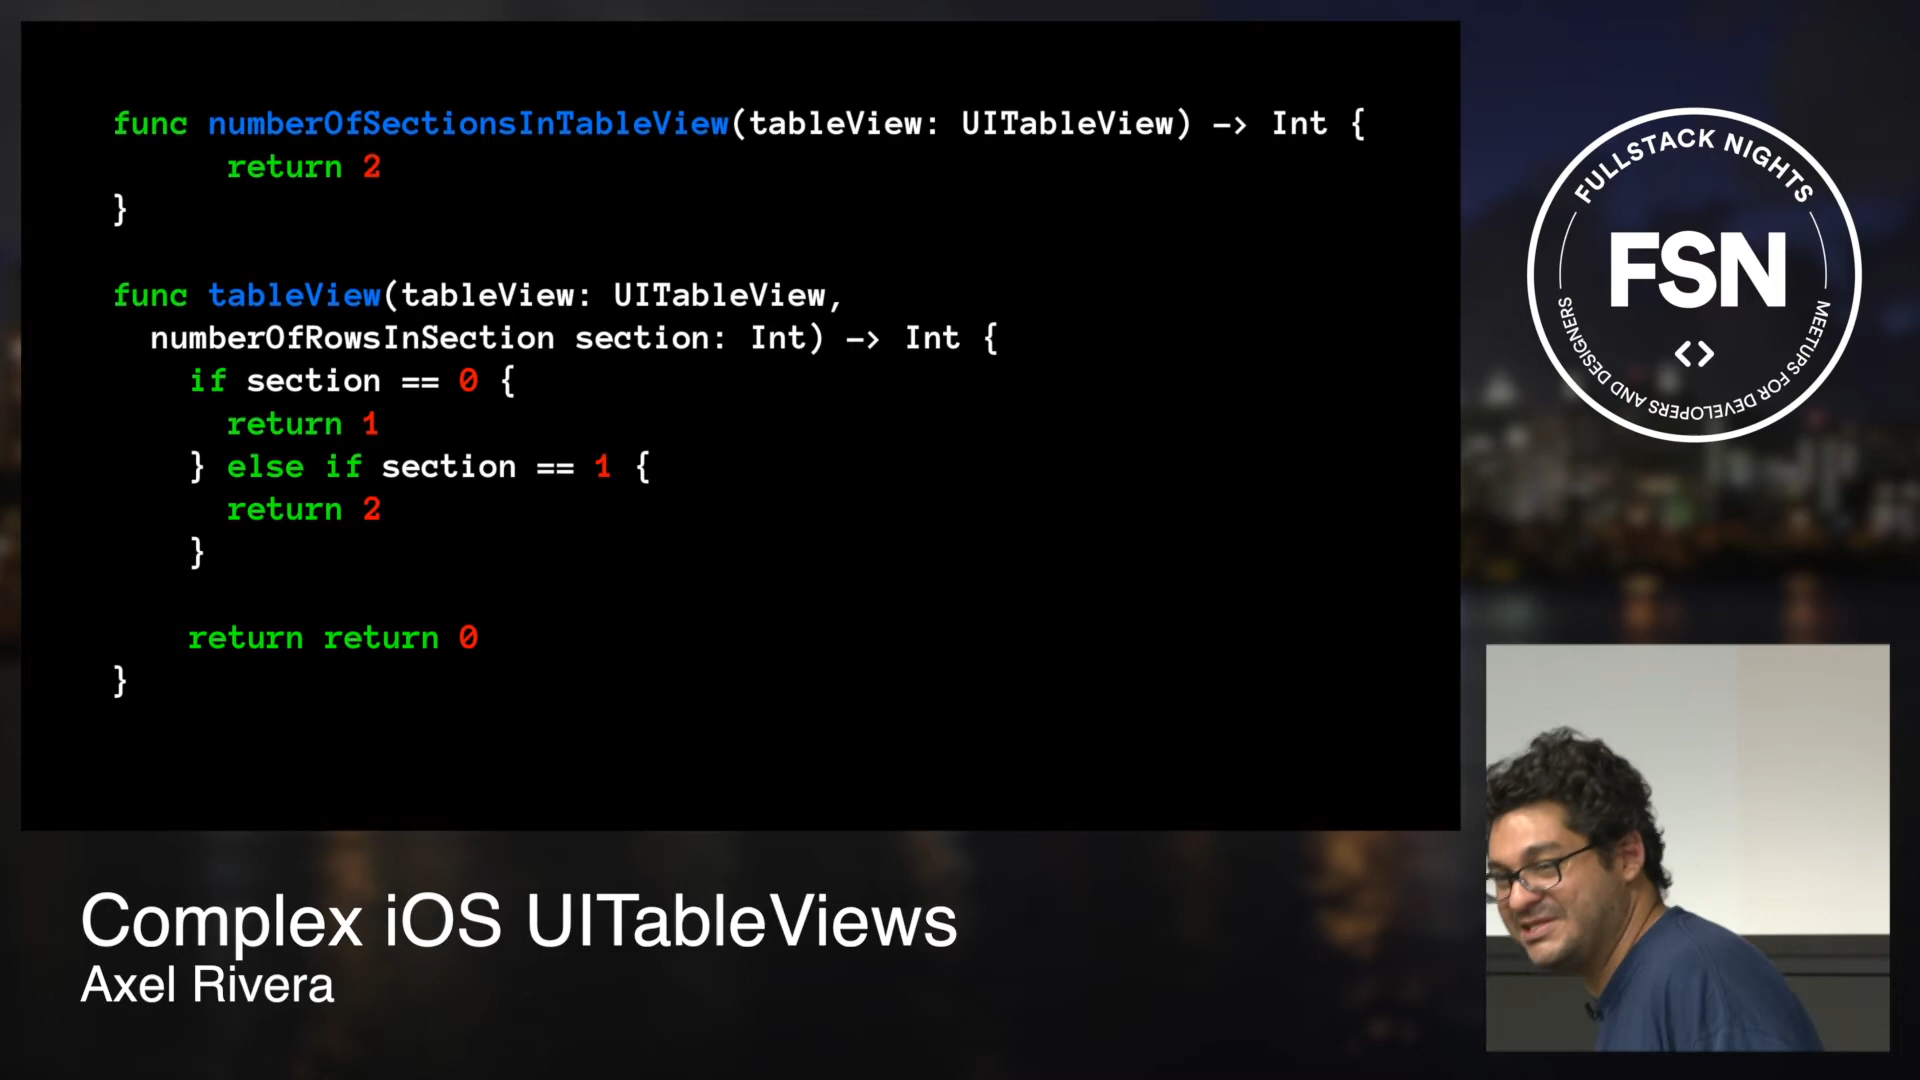 func numberOfSectionsInTableView(tableView: UITableView) -> Int {
return 2
}
func tableView(tableView: UITableView,
numberOfRowsInSection section: Int) -> Int {
if section == 0 {
return 1
} else if section == 1 {
return 2
}
return return 0
}
FULLSTACK NIGHTS
FSN
<>
MEETUPS FOR DEVELOPERS AND DESIGNERS
Complex iOS UITableViews
Axel Rivera